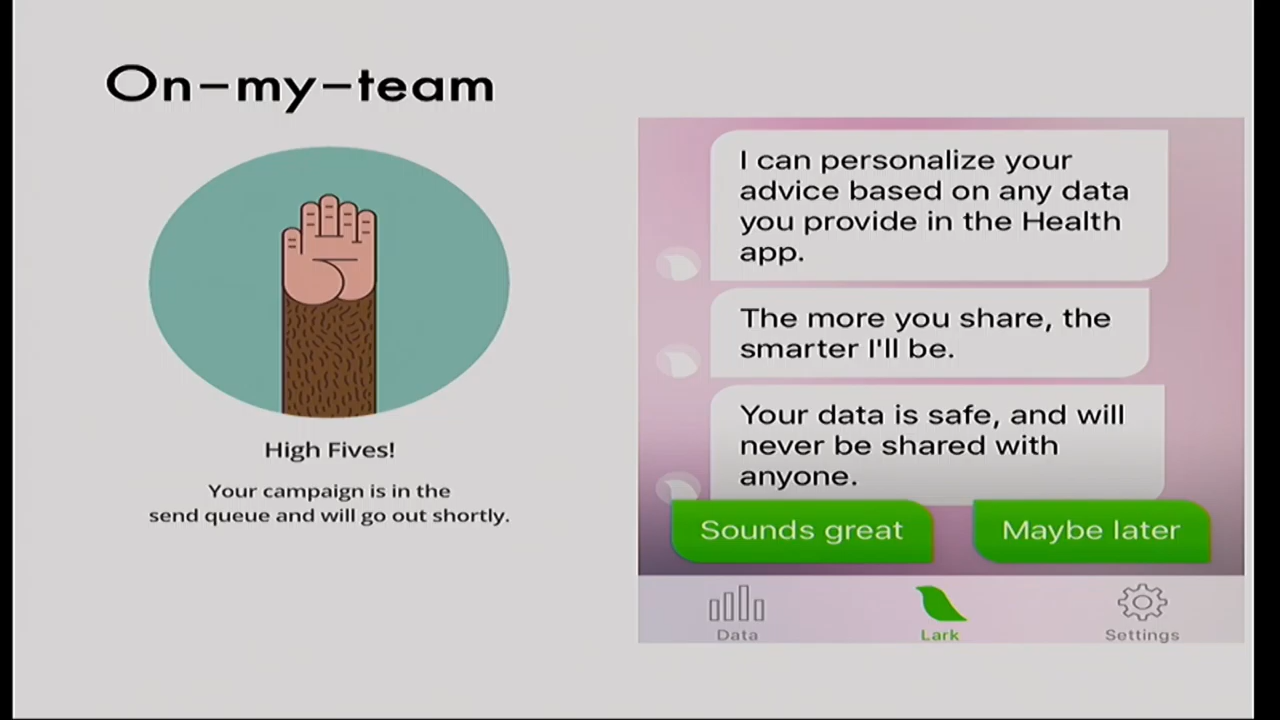 On-my-team
High Fives!
Your campaign is in the
send queue and will go out shortly.
I can personalize your
advice based on any data
you provide in the Health
app.
The more you share, the
smarter I'll be.
Your data is safe, and will
never be shared with
anyone.
Sounds great
Maybe later
Data
Lark
Settings